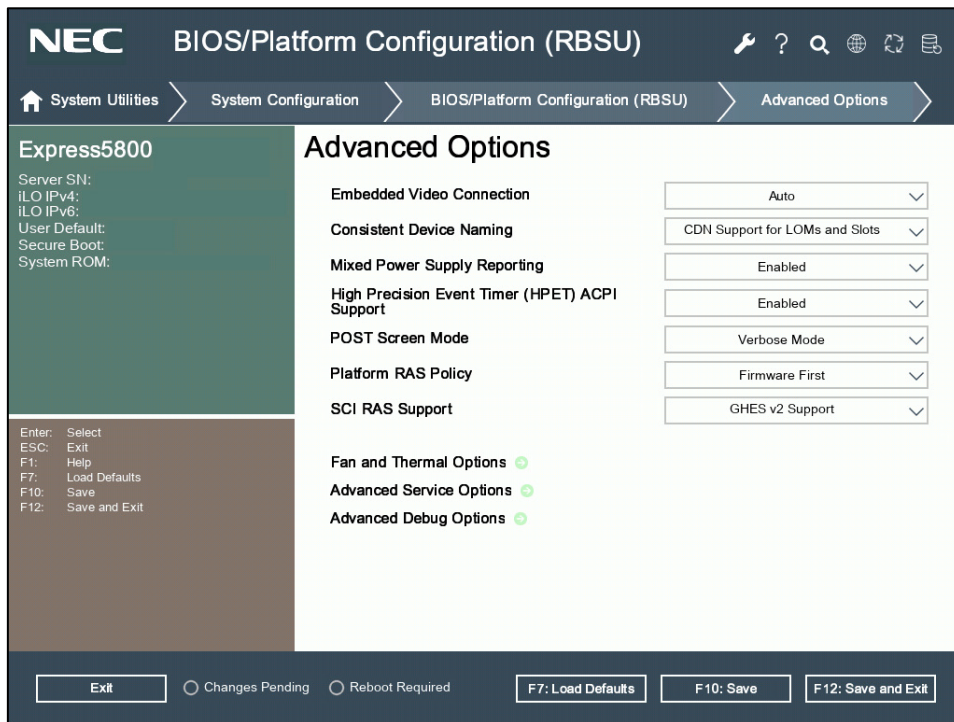 NEC BIOS/Platform Configuration (RBSU)
System Utilities System Configuration BIOS/Platform Configuration (RBSU) Advanced Options
Express5800
Server SN:
iLO IPv4:
iLO IPv6:
User Default:
Secure Boot:
System ROM:
Enter: Select
ESC: Exit
F1: Help
F7: Load Defaults
F10: Save
F12: Save and Exit
Advanced Options
Embedded Video Connection Auto
Consistent Device Naming CDN Support for LOMs and Slots
Mixed Power Supply Reporting Enabled
High Precision Event Timer (HPET) ACPI
Support Enabled
POST Screen Mode Verbose Mode
Platform RAS Policy Firmware First
SCI RAS Support GHES v2 Support
Fan and Thermal Options
Advanced Service Options
Advanced Debug Options
Exit Changes Pending Reboot Required F7: Load Defaults F10: Save F12: Save and Exit